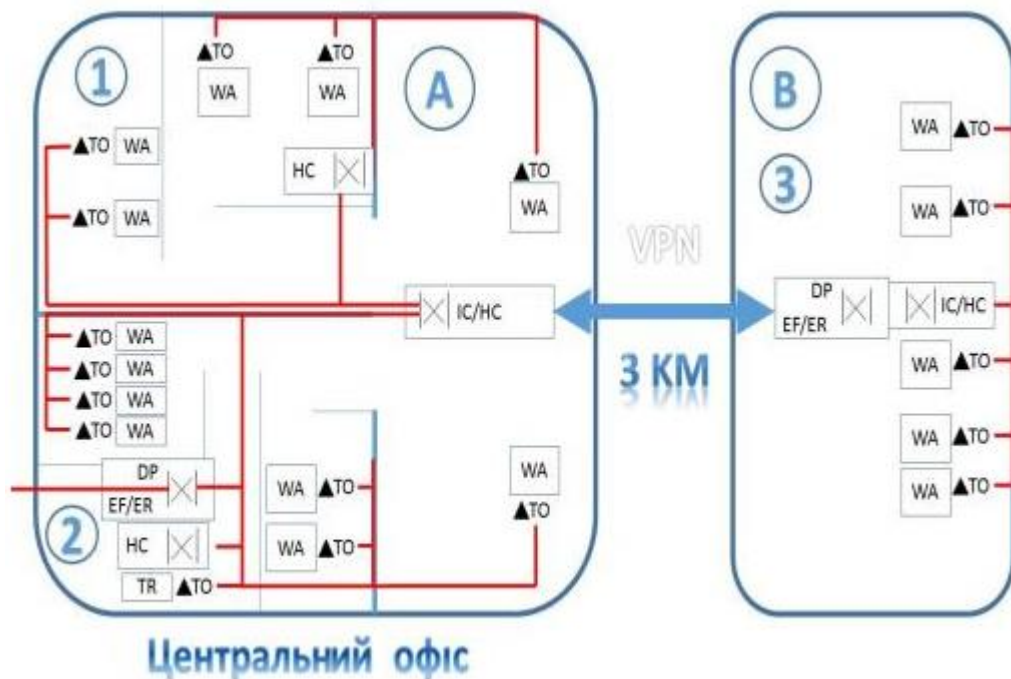 1
A
B
▲TO
▲TO
WA
WA
▲TO WA
HC
▲TO
WA
▲TO WA
WA ▲TO
3
WA ▲TO
VPN
DP
EF/ER
IC/HC
IC/HC
3 KM
▲TO WA
▲TO WA
▲TO WA
▲TO WA
WA ▲TO
WA ▲TO
WA ▲TO
DP
EF/ER
WA ▲TO
WA
▲TO
2
HC
WA ▲TO
TR ▲TO
Центральний офіс